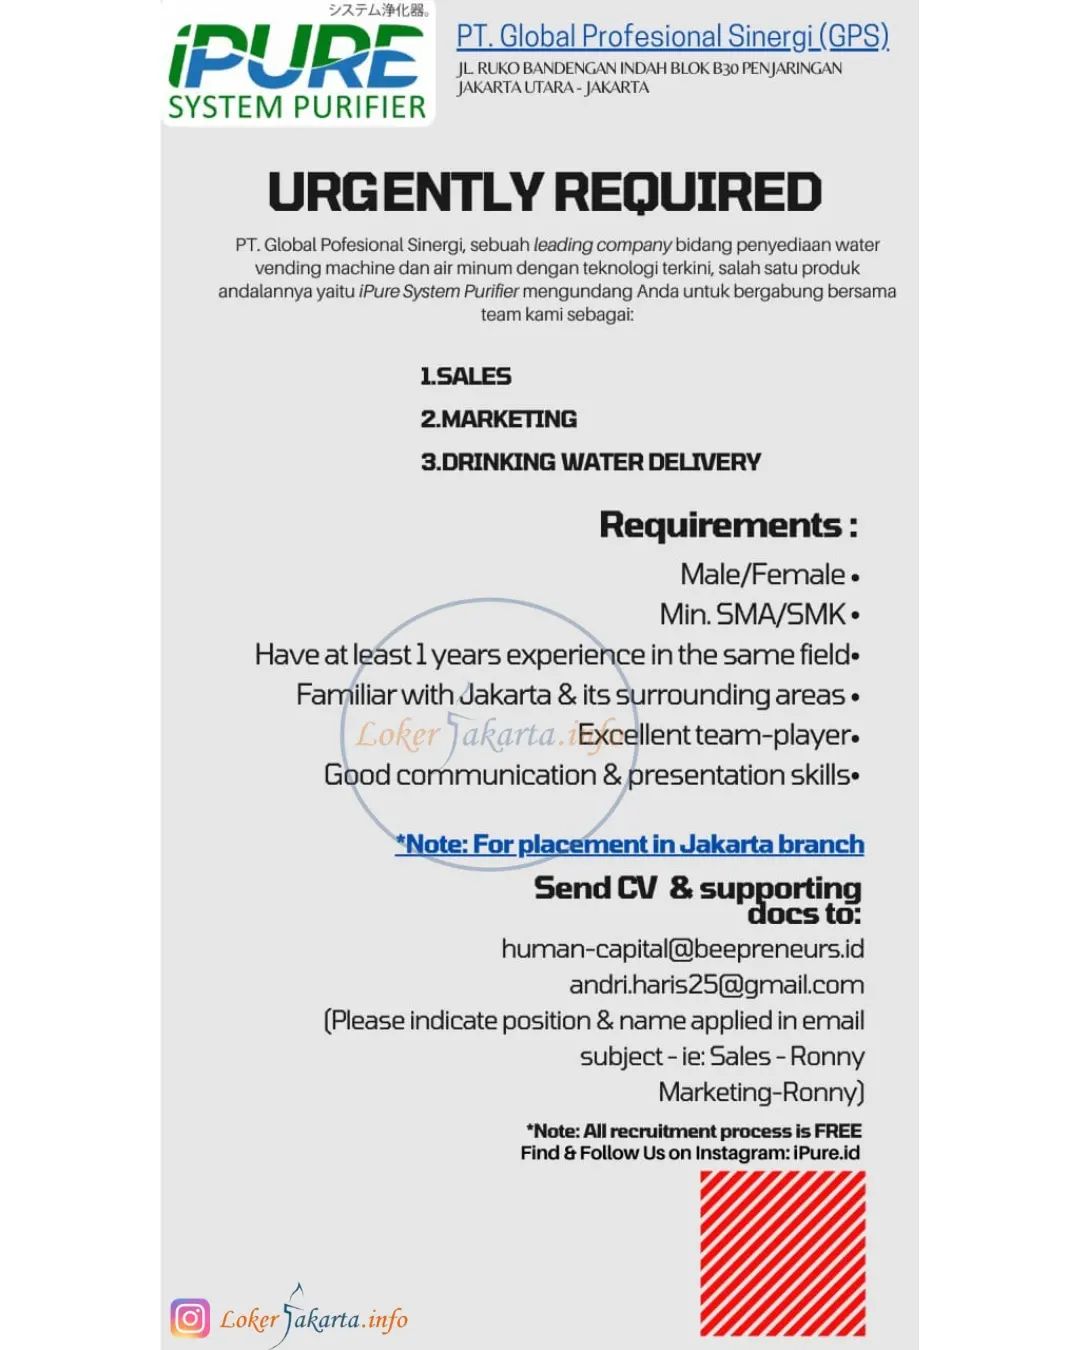 システム浄化器。
iPURE
SYSTEM PURIFIER
PT. Global Profesional Sinergi (GPS)
JL. RUKO BANDENGAN INDAH BLOK B30 PENJARINGAN
JAKARTA UTARA - JAKARTA
URGENTLY REQUIRED
PT. Global Pofesional Sinergi, sebuah leading company bidang penyediaan water
vending machine dan air minum dengan teknologi terkini, salah satu produk
andalannya yaitu iPure System Purifier mengundang Anda untuk bergabung bersama
team kami sebagai:
1.SALES
2.MARKETING
3.DRINKING WATER DELIVERY
Requirements :
Male/Female •
Min. SMA/SMK •
Have at least 1 years experience in the same field•
Familiar with Jakarta & its surrounding areas •
Excellent team-player•
Loker Jakarta.info
Good communication & presentation skills•
*Note: For placement in Jakarta branch
Send CV & supporting
docs to:
human-capital@beepreneurs.id
andri.haris25@gmail.com
(Please indicate position & name applied in email
subject - ie: Sales - Ronny
Marketing-Ronny)
*Note: All recruitment process is FREE
Find & Follow Us on Instagram: iPure.id
Loker Jakarta.info